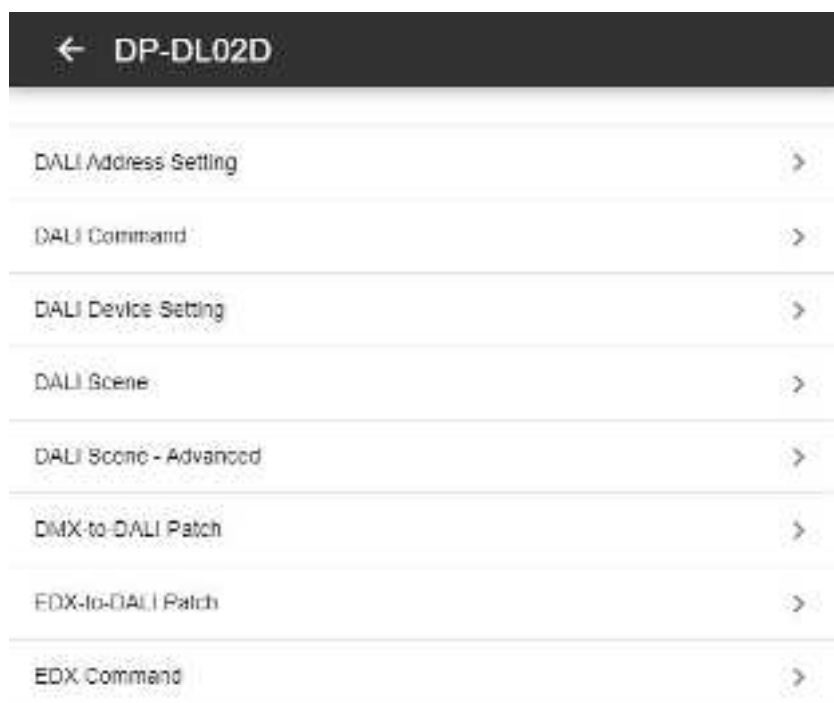 DP-DL02D
DALI Address Setting
DALI Command
DALI Device Setting
DALI Scene
DALI Scene - Advanced
DMX-to-DALI Patch
EDX-to-DALI Patch
EDX Command